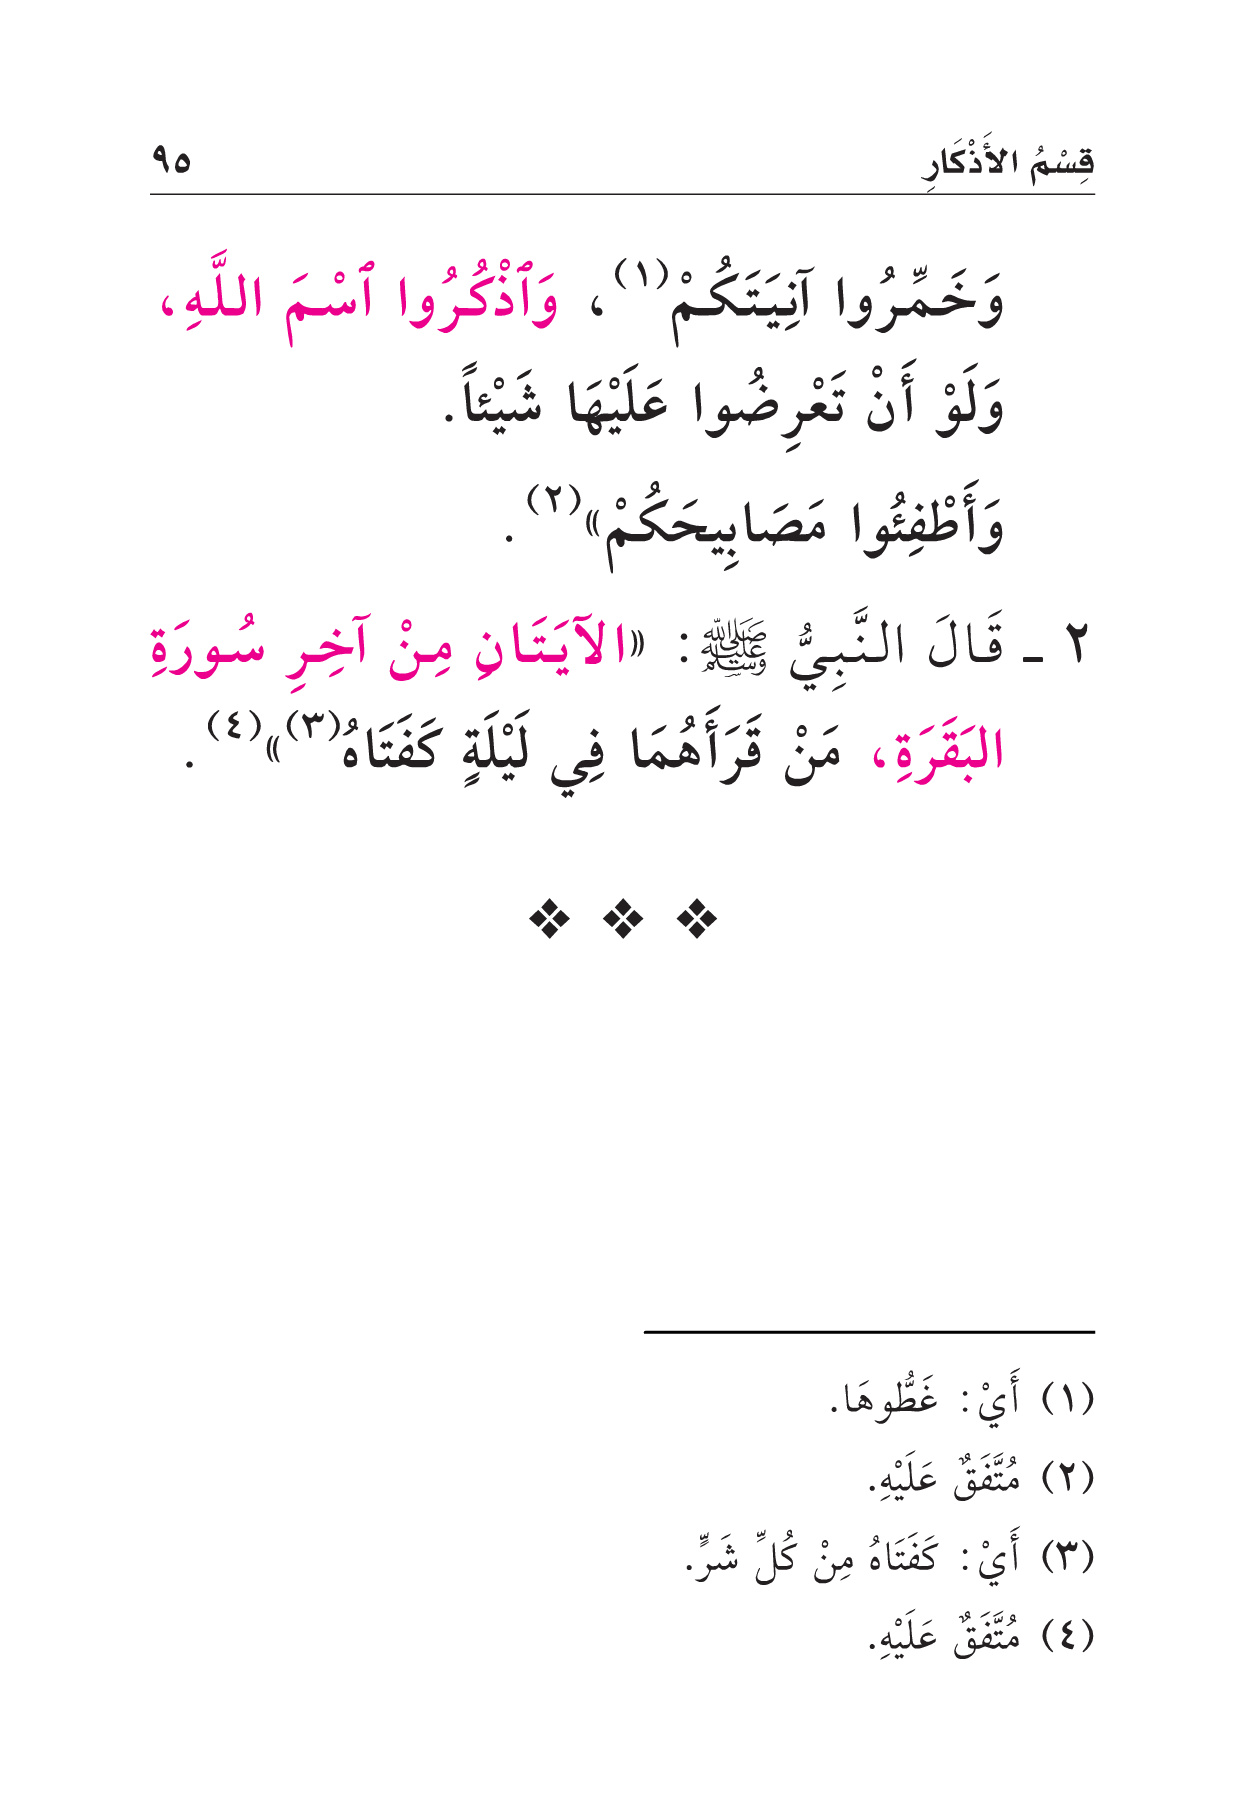 قِسْمُ الأَذْكَارِ ٩٥
وَخَمِّرُوا آنِيَتَكُمْ(١)، وَٱذْكُرُوا ٱسْمَ اللَّهِ،
وَلَوْ أَنْ تَعْرِضُوا عَلَيْهَا شَيْئاً.
وَأَطْفِئُوا مَصَابِيحَكُمْ»(٢).
٢ ـ قَالَ النَّبِيُّ ﷺ: «الآيَتَانِ مِنْ آخِرِ سُورَةِ
البَقَرَةِ، مَنْ قَرَأَهُمَا فِي لَيْلَةٍ كَفَتَاهُ(٣)»(٤).
(١) أَيْ: غَطُّوهَا.
(٢) مُتَّفَقٌ عَلَيْهِ.
(٣) أَيْ: كَفَتَاهُ مِنْ كُلِّ شَرٍّ.
(٤) مُتَّفَقٌ عَلَيْهِ.